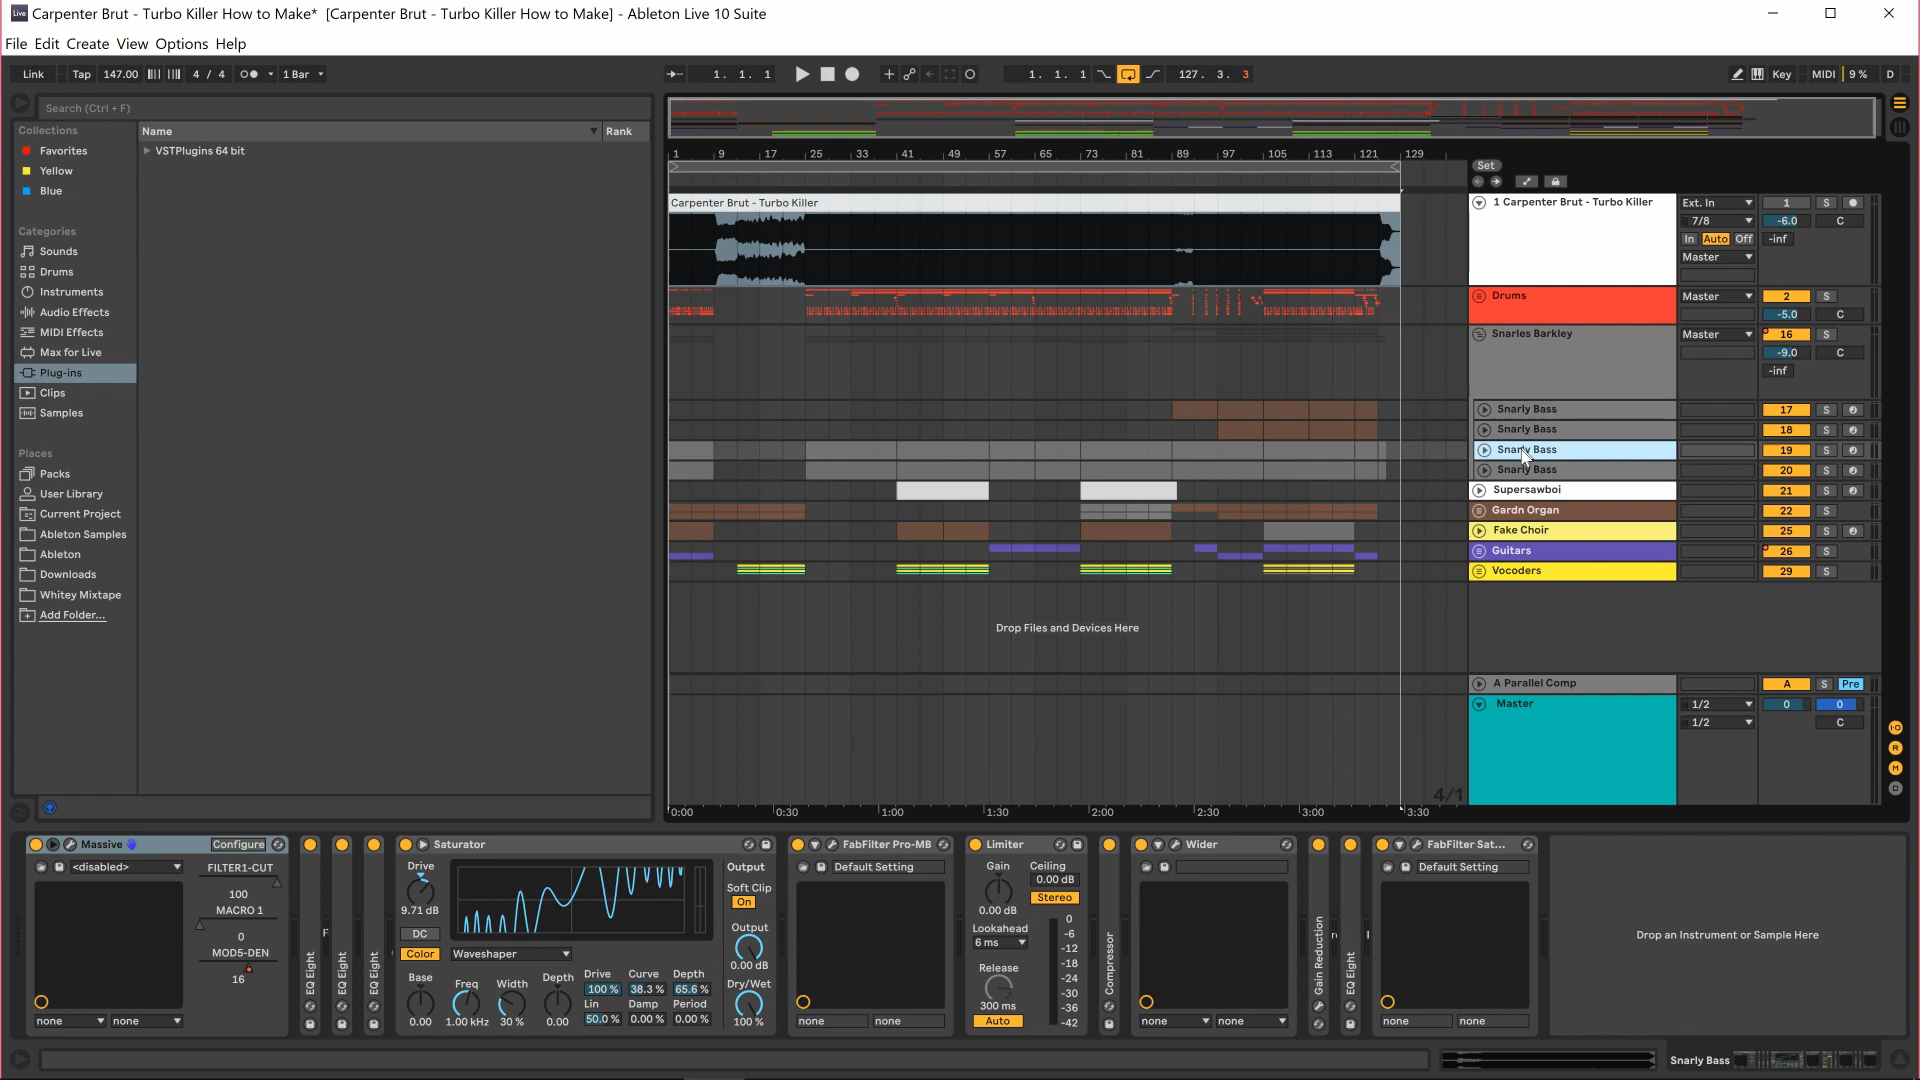 Live Carpenter Brut - Turbo Killer How to Make* [Carpenter Brut - Turbo Killer How to Make] - Ableton Live 10 Suite
File Edit Create View Options Help
Link Tap 147.00 4 / 4 1 Bar 1. 1. 1 1. 1. 1 127. 3. 3 Key MIDI 9 % D
Search (Ctrl + F)
Collections Name Rank
Favorites VSTPlugins 64 bit
Yellow
Blue
Categories
Sounds
Drums
Instruments
Audio Effects
MIDI Effects
Max for Live
Plug-ins
Clips
Samples
Places
Packs
User Library
Current Project
Ableton Samples
Ableton
Downloads
Whitey Mixtape
Add Folder...
1 9 17 25 33 41 49 57 65 73 81 89 97 105 113 121 129
Set
Carpenter Brut - Turbo Killer
1 Carpenter Brut - Turbo Killer Ext. In 1 S
7/8 -6.0 C
In Auto Off -inf
Master
Drums Master 2 S
-5.0 C
Snarles Barkley Master 16 S
-9.0 C
-inf
Snarly Bass 17 S
Snarly Bass 18 S
Snarly Bass 19 S
Snarly Bass 20 S
Supersawboi 21 S
Gardn Organ 22 S
Fake Choir 25 S
Guitars 26 S
Vocoders 29 S
Drop Files and Devices Here
A Parallel Comp A S Pre
Master 1/2 0 0
1/2 C
4/1
0:00 0:30 1:00 1:30 2:00 2:30 3:00 3:30
I·O
R
M
D
Massive Configure
<disabled> FILTER1-CUT
100
MACRO 1
0
MOD5-DEN
16
none none
EQ Eight
F
EQ Eight
EQ Eight
Saturator
Drive Output
9.71 dB Soft Clip
On
DC
Color Waveshaper
Output
0.00 dB
Base Freq Width Depth Drive Curve Depth Dry/Wet
100 % 38.3 % 65.6 %
Lin Damp Period
0.00 1.00 kHz 30 % 0.00 50.0 % 0.00 % 0.00 % 100 %
FabFilter Pro-MB
Default Setting
none none
Limiter
Gain Ceiling
0.00 dB
Stereo
0.00 dB
Lookahead
6 ms
Release
300 ms
Auto
0
-6
-12
-18
-24
-30
-36
-42
Compressor
Wider
none none
Gain Reduction
EQ Eight
FabFilter Sat...
Default Setting
none none
Drop an Instrument or Sample Here
Snarly Bass